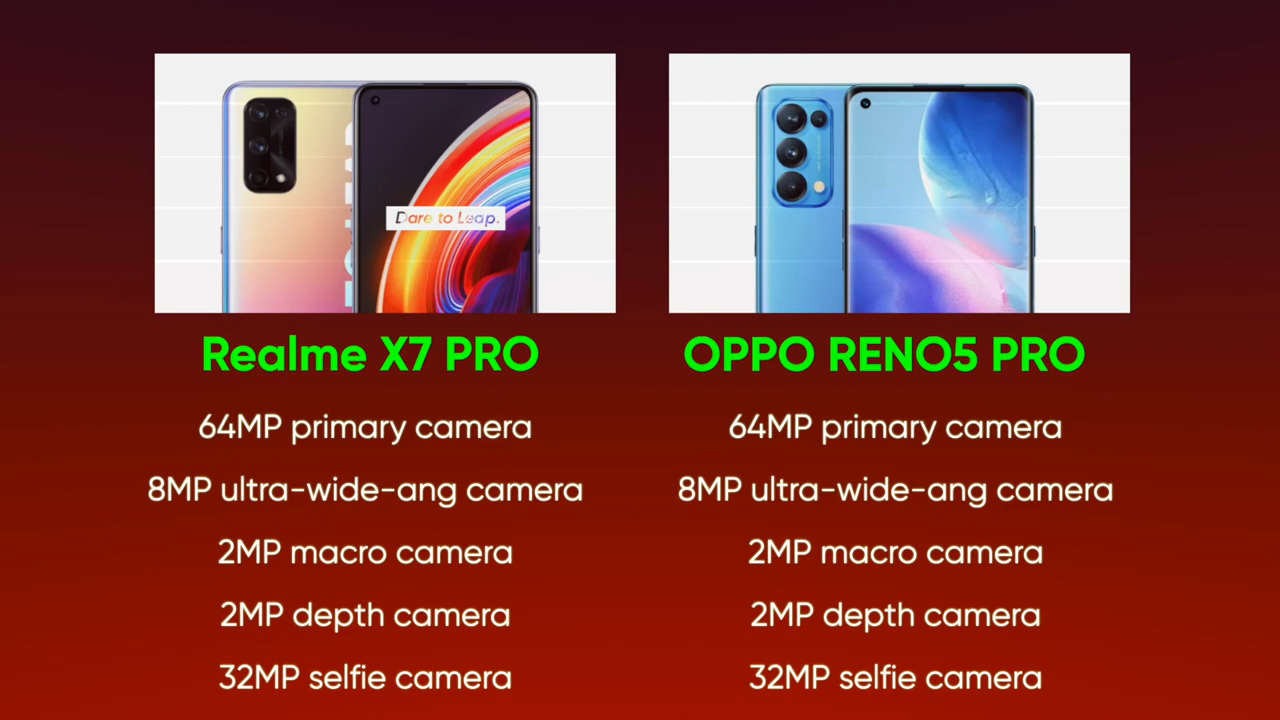 Dare to Leap.
Realme X7 PRO
64MP primary camera
8MP ultra-wide-ang camera
2MP macro camera
2MP depth camera
32MP selfie camera
OPPO RENO5 PRO
64MP primary camera
8MP ultra-wide-ang camera
2MP macro camera
2MP depth camera
32MP selfie camera